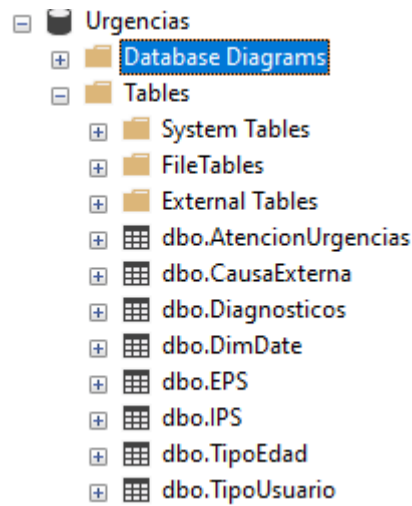 Urgencias
Database Diagrams
Tables
System Tables
FileTables
External Tables
dbo.AtencionUrgencias
dbo.CausaExterna
dbo.Diagnosticos
dbo.DimDate
dbo.EPS
dbo.IPS
dbo.TipoEdad
dbo.TipoUsuario